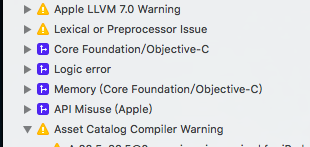 Apple LLVM 7.0 Warning
Lexical or Preprocessor Issue
Core Foundation/Objective-C
Logic error
Memory (Core Foundation/Objective-C)
API Misuse (Apple)
Asset Catalog Compiler Warning